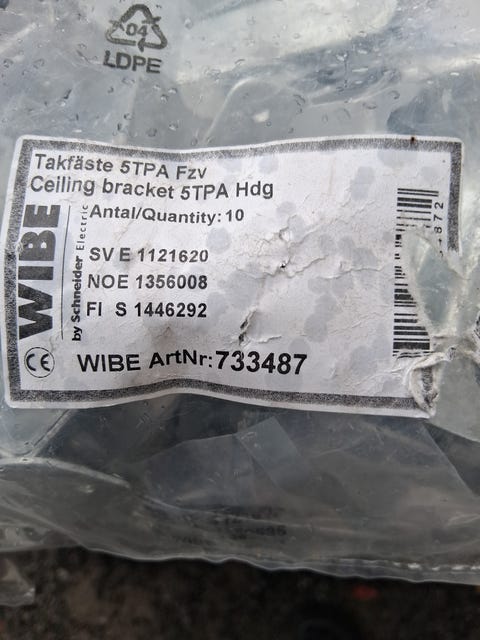 04
LDPE
Takfäste 5TPA Fzv
Ceiling bracket 5TPA Hdg
Antal/Quantity: 10
WIBE
by Schneider Electric
SV E 1121620
NO E 1356008
FI S 1446292
CE
WIBE ArtNr: 733487